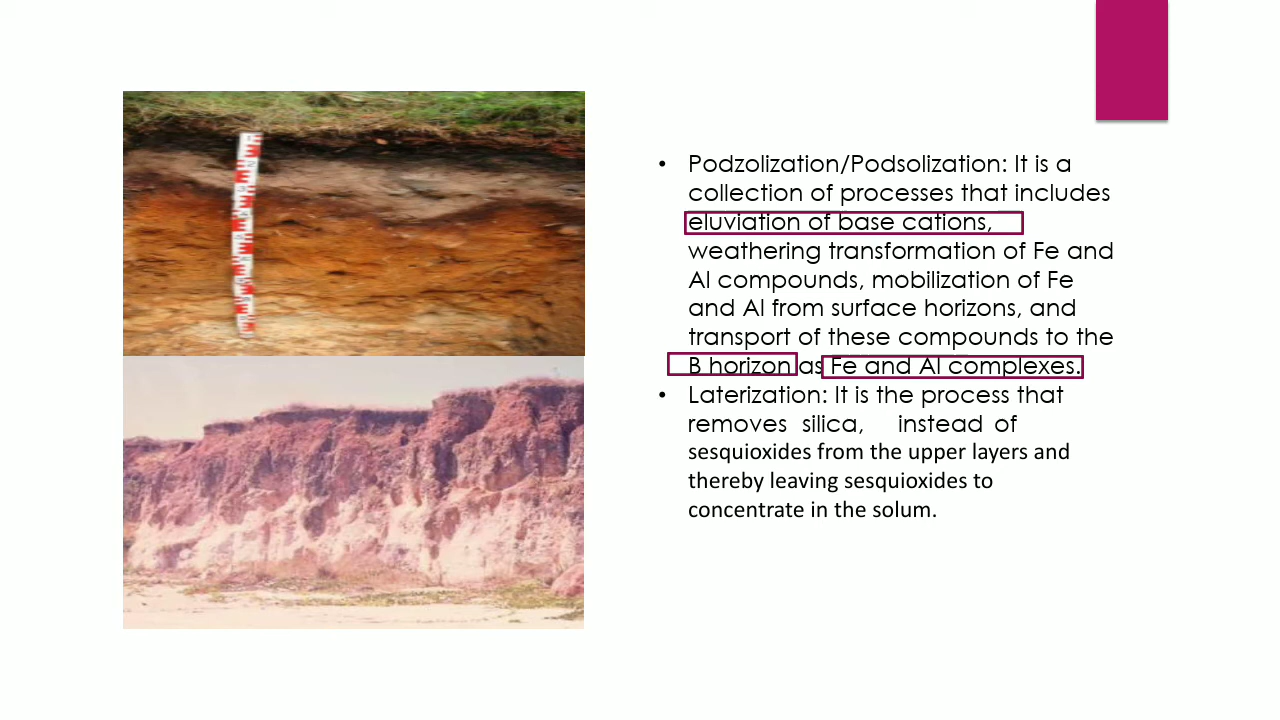 • Podzolization/Podsolization: It is a
collection of processes that includes
eluviation of base cations,
weathering transformation of Fe and
Al compounds, mobilization of Fe
and Al from surface horizons, and
transport of these compounds to the
B horizon as Fe and Al complexes.
• Laterization: It is the process that
removes silica, instead of
sesquioxides from the upper layers and
thereby leaving sesquioxides to
concentrate in the solum.